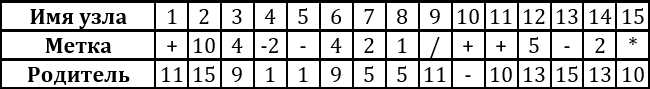 Имя узла 1 2 3 4 5 6 7 8 9 10 11 12 13 14 15
Метка + 10 4 -2 - 4 2 1 / + + 5 - 2 *
Родитель 11 15 9 1 1 9 5 5 11 - 10 13 15 13 10